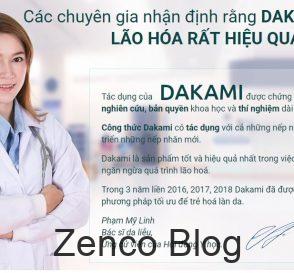 Các chuyên gia nhận định rằng DAK
LÃO HÓA RẤT HIỆU QUẢ
Tác dụng của DAKAMI được chứng
nghiên cứu, bản quyền khoa học và thí nghiệm dài
Công thức Dakami có tác dụng với cả những nếp n
triển những nếp nhăn mới.
Dakami là sản phẩm tốt và hiệu quả nhất trong việc
ngăn ngừa quá trình lão hoá.
Trong 3 năm liền 2016, 2017, 2018 Dakami đã đượ
phương pháp tối ưu để trẻ hoá làn da.
Phạm Mỹ Linh
Bác sĩ da liễu,
Zenco Blog